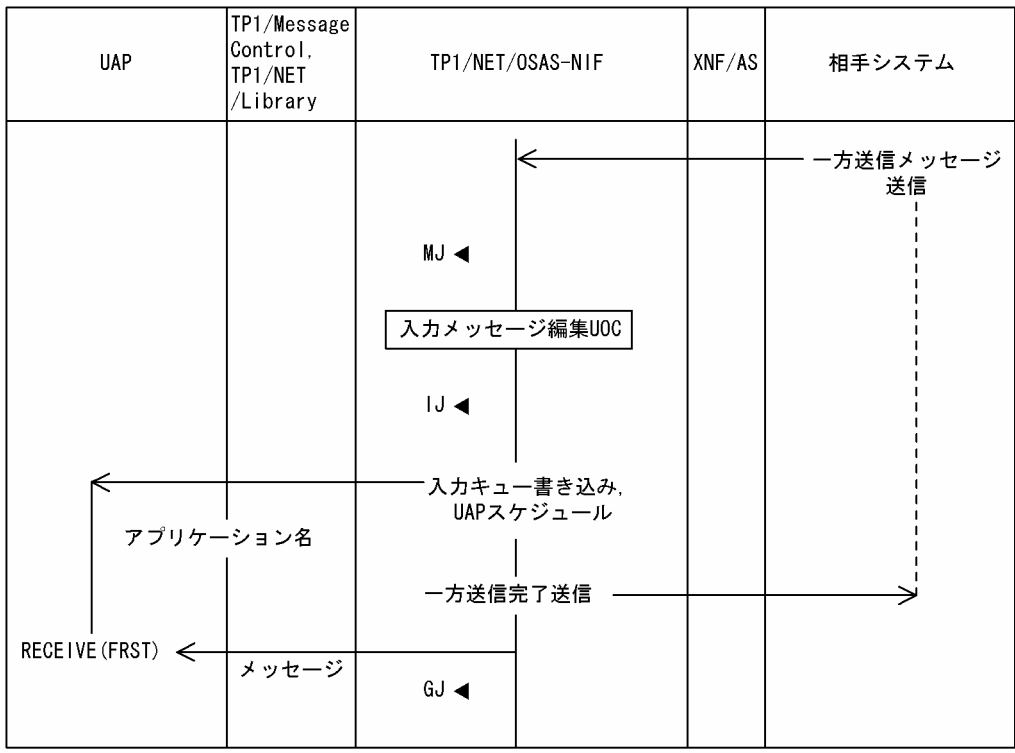 UAP
TP1/Message
Control,
TP1/NET
/Library
TP1/NET/OSAS-NIF
XNF/AS
相手システム
一方送信メッセージ
送信
MJ
入力メッセージ編集UOC
IJ
入力キュー書き込み,
UAPスケジュール
アプリケーション名
一方送信完了送信
RECEIVE(FRST)
メッセージ
GJ